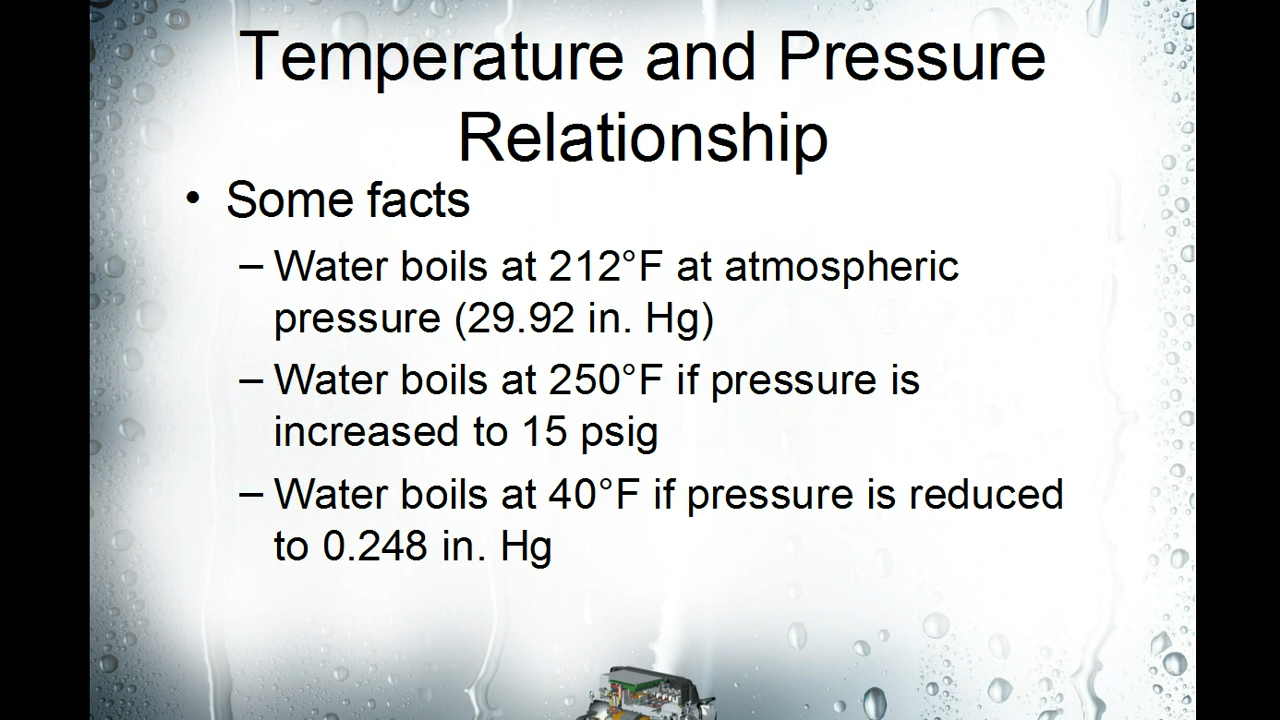 Temperature and Pressure
Relationship
• Some facts
– Water boils at 212°F at atmospheric
pressure (29.92 in. Hg)
– Water boils at 250°F if pressure is
increased to 15 psig
– Water boils at 40°F if pressure is reduced
to 0.248 in. Hg